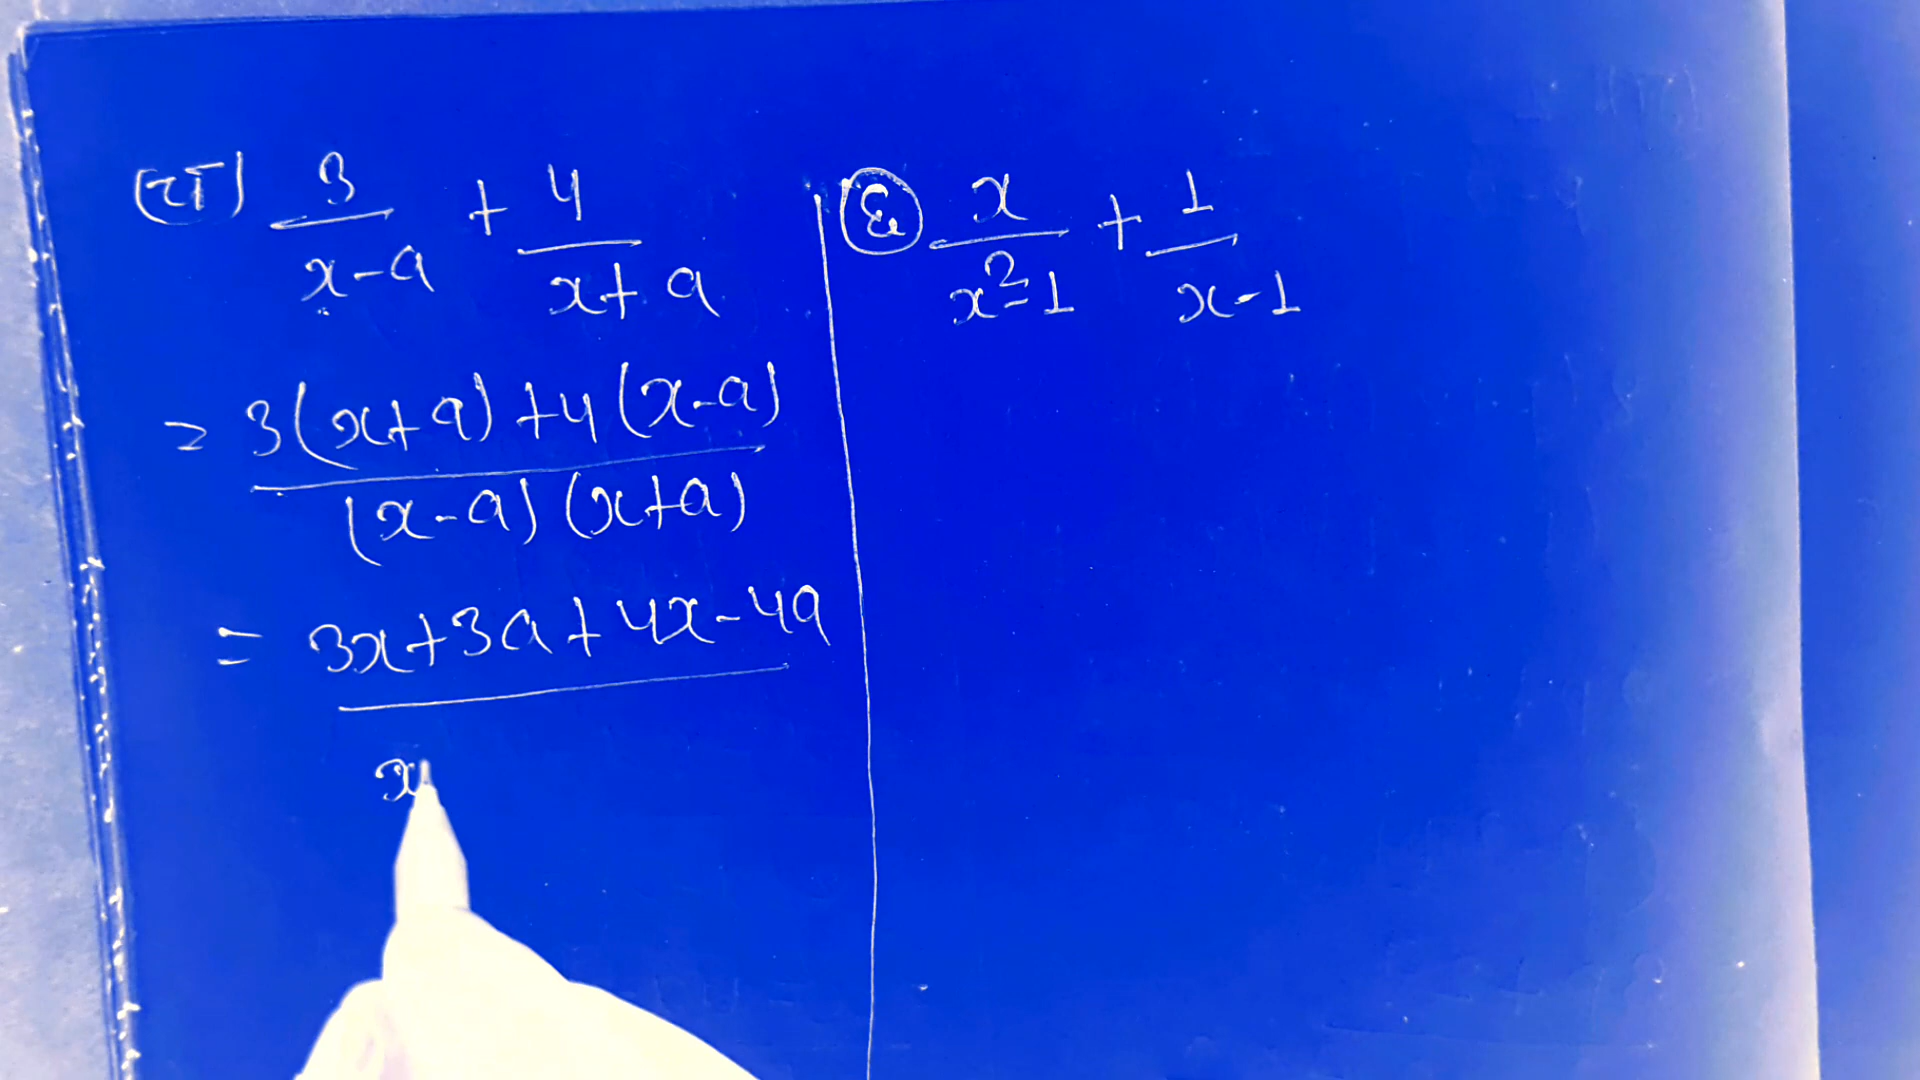 (र्ट) 3/(x-a) + 4/(x+a)
= 3(x+a)+4(x-a)/(x-a)(x+a)
= 3x+3a+4x-4a
x
x/(x²-1) + 1/(x-1)